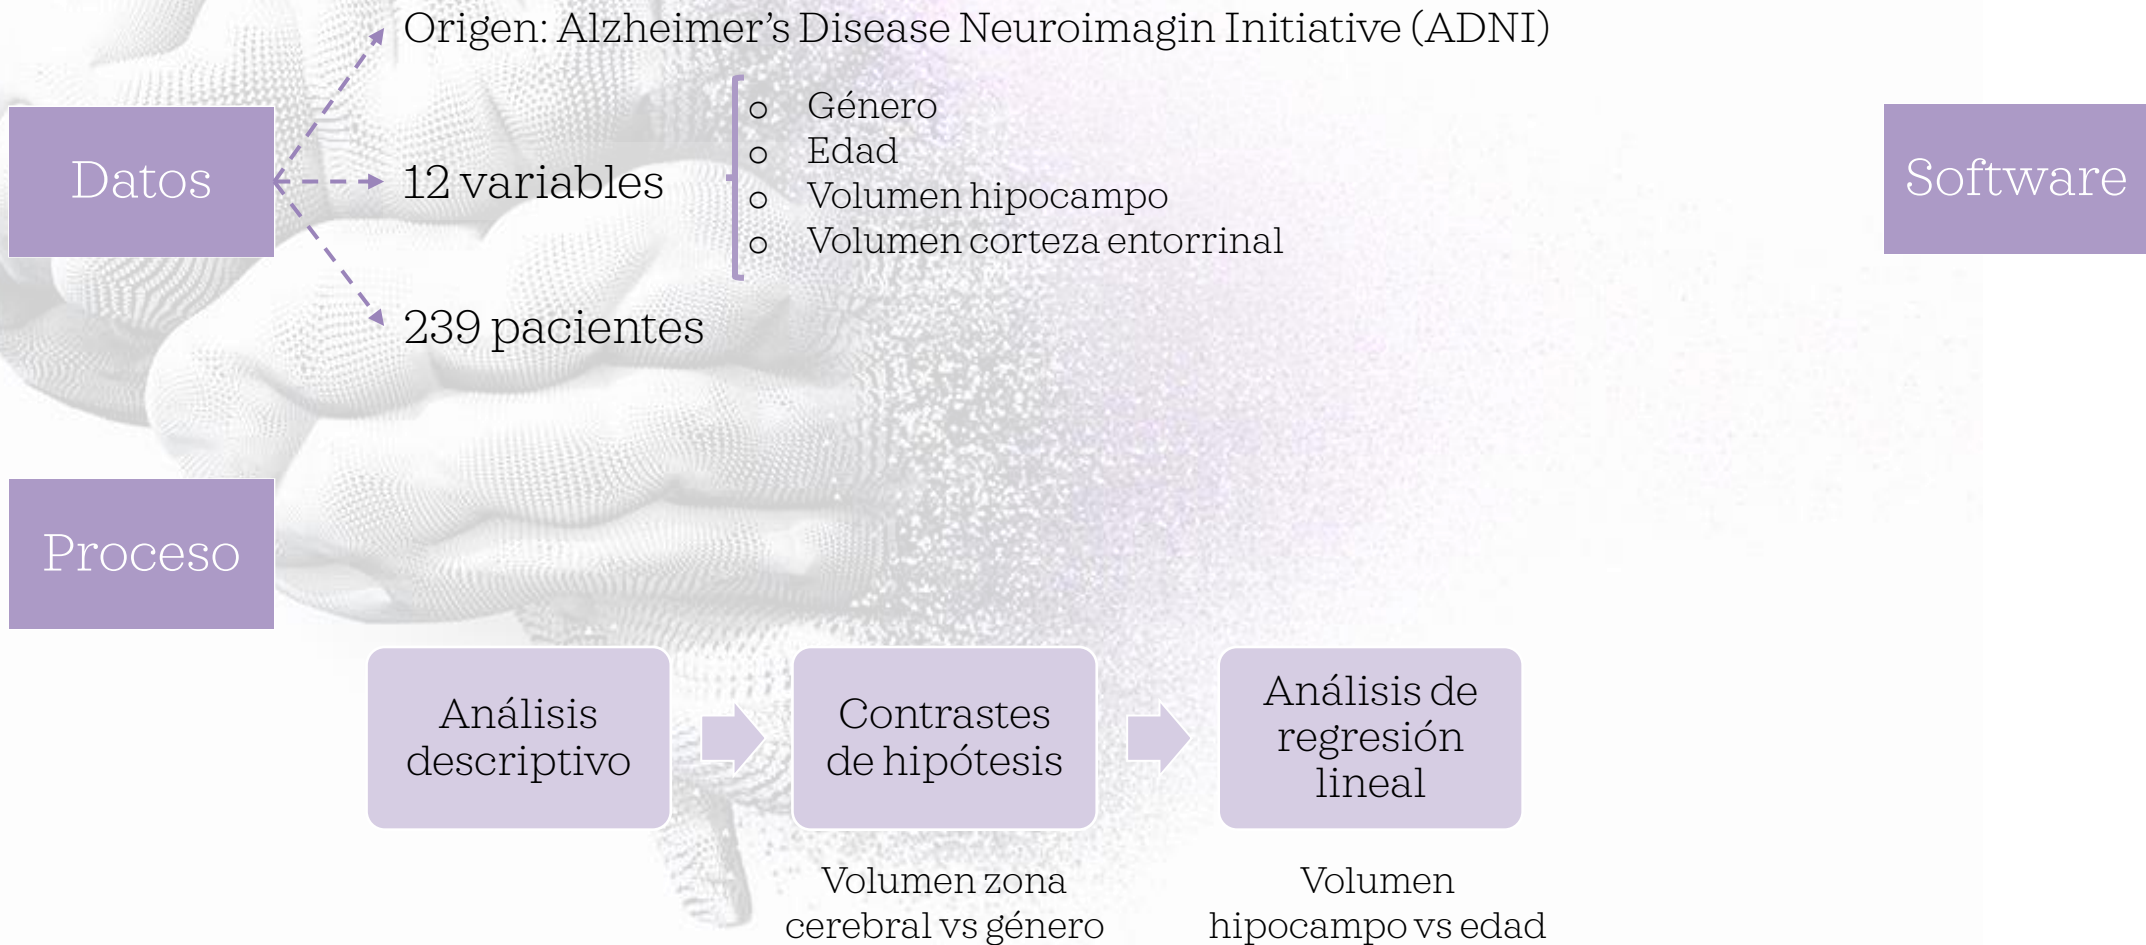 Origen: Alzheimer's Disease Neuroimagin Initiative (ADNI)
Datos
12 variables
o Género
o Edad
o Volumen hipocampo
o Volumen corteza entorrinal
239 pacientes
Software
Proceso
Análisis
descriptivo
Contrastes
de hipótesis
Volumen zona
cerebral vs género
Análisis de
regresión
lineal
Volumen
hipocampo vs edad